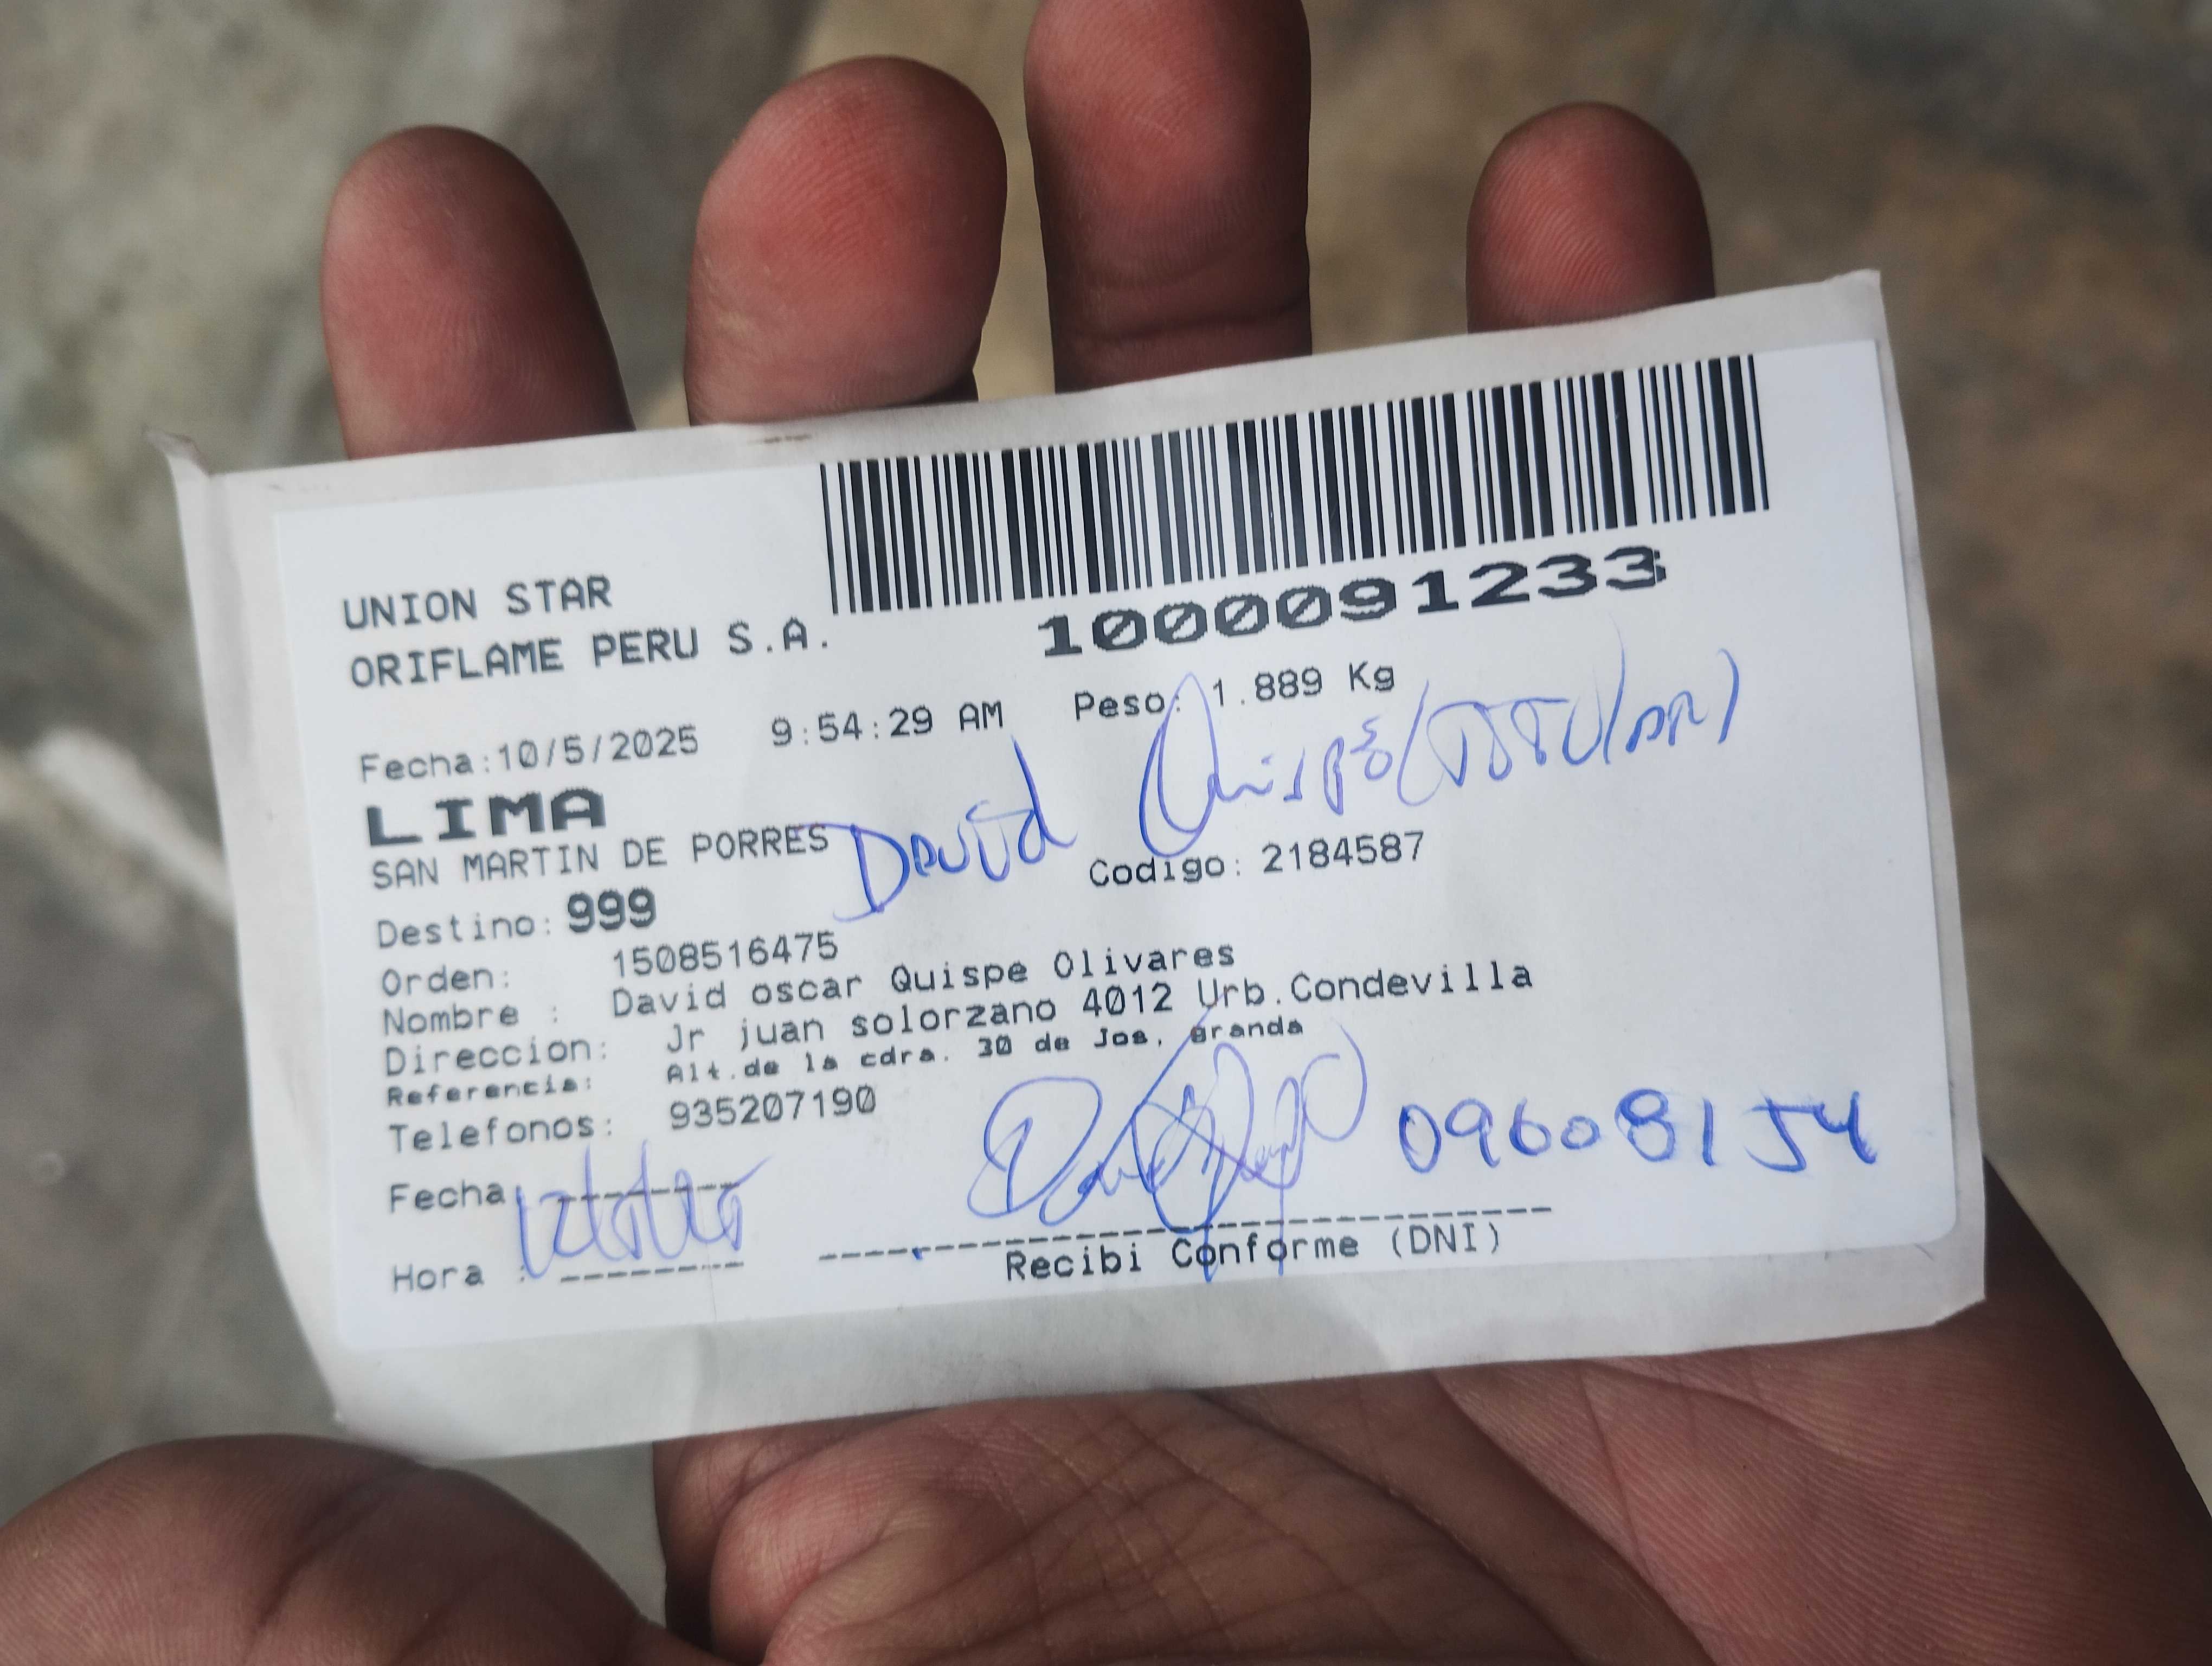 UNION STAR
ORIFLAME PERU S.A.
1000091233
Fecha:10/5/2025 9:54:29 AM Peso: 1.889 Kg
LIMA
SAN MARTIN DE PORRES
David Quispe (TITULAR)
Destino: 999 Codigo: 2184587
Orden: 1508516475
Nombre : David oscar Quispe Olivares
Direccion: Jr juan solorzano 4012 Urb.Condevilla
Referencia: Alt.de la cdra. 30 de Jos, granda
Telefonos: 935207190
09608154
Fecha
Hora :
Recibi Conforme (DNI)